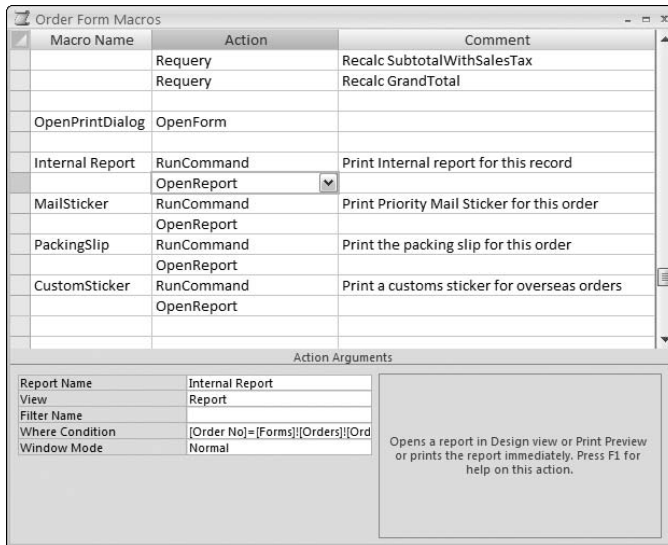 Order Form Macros
Macro Name Action Comment
Requery Recalc SubtotalWithSalesTax
Requery Recalc GrandTotal
OpenPrintDialog OpenForm
Internal Report RunCommand Print Internal report for this record
OpenReport
MailSticker RunCommand Print Priority Mail Sticker for this order
OpenReport
PackingSlip RunCommand Print the packing slip for this order
OpenReport
CustomSticker RunCommand Print a customs sticker for overseas orders
OpenReport
Action Arguments
Report Name Internal Report
View Report
Filter Name
Where Condition [Order No]=[Forms]![Orders]![Ord
Window Mode Normal
Opens a report in Design view or Print Preview
or prints the report immediately. Press F1 for
help on this action.